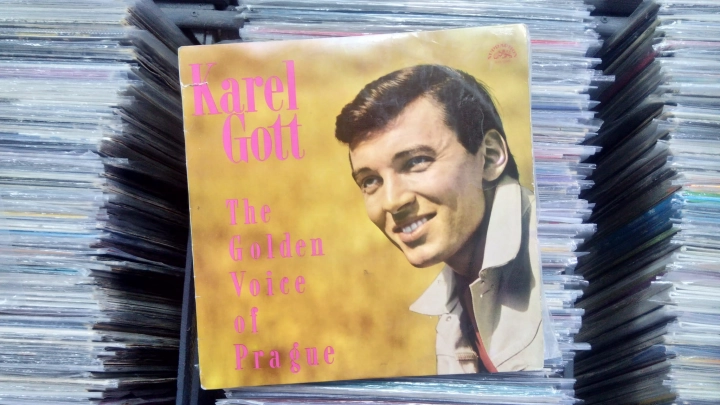 Karel
Gott
The
Golden
Voice
of
Prague